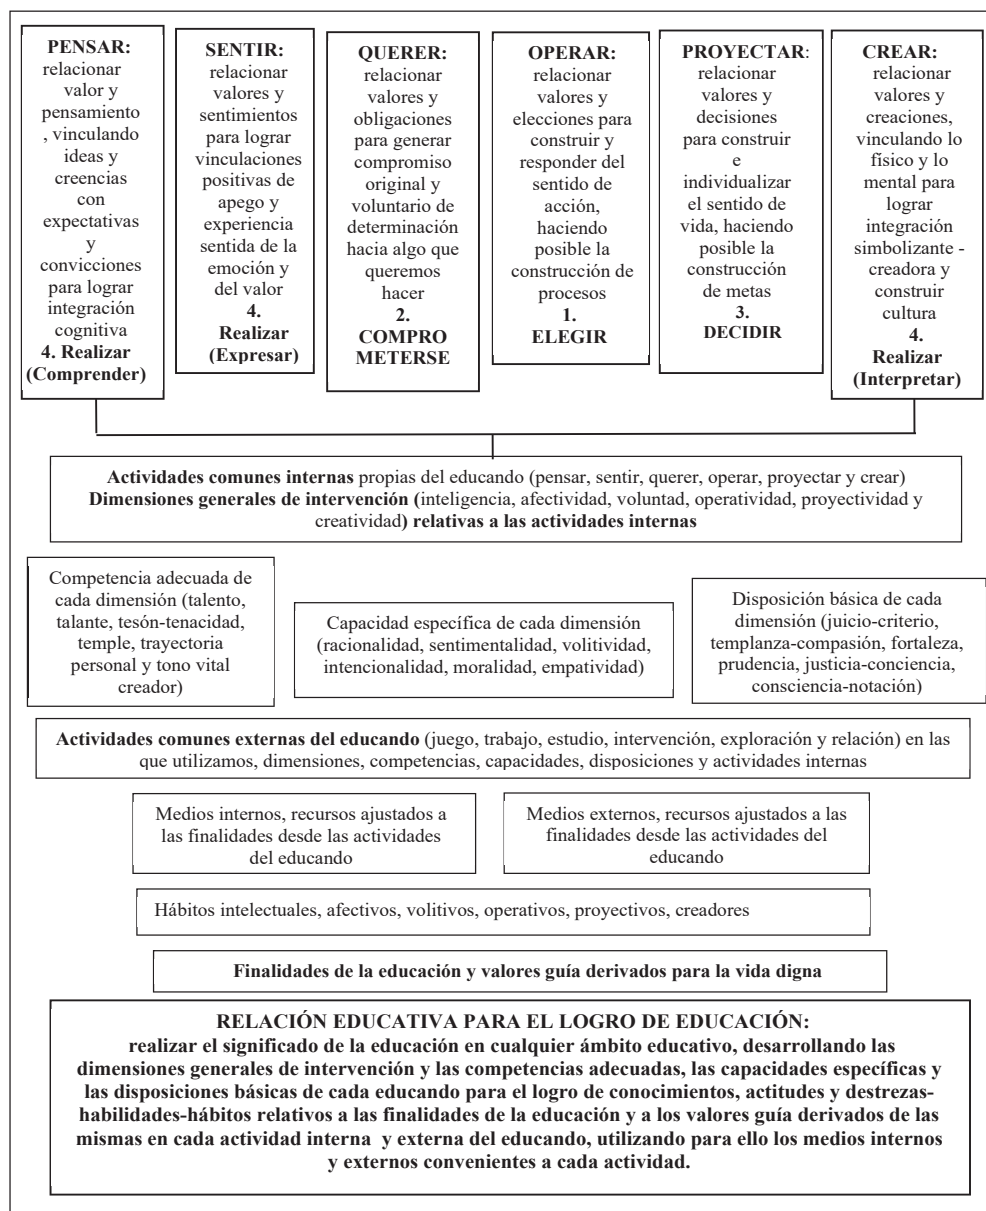 PENSAR:
relacionar
valor y
pensamiento
, vinculando
ideas y
creencias
con
expectativas
y
convicciones
para lograr
integración
cognitiva
4. Realizar
(Comprender)
SENTIR:
relacionar
valores y
sentimientos
para lograr
vinculaciones
positivas de
apego y
experiencia
sentida de la
emoción y
del valor
4.
Realizar
(Expresar)
QUERER:
relacionar
valores y
obligaciones
para generar
compromiso
original y
voluntario de
determinación
hacia algo que
queremos
hacer
2.
COMPRO
METERSE
OPERAR:
relacionar
valores y
elecciones para
construir y
responder del
sentido de
acción,
haciendo
posible la
construcción de
procesos
1.
ELEGIR
PROYECTAR:
relacionar
valores y
decisiones
para construir
e
individualizar
el sentido de
vida, haciendo
posible la
construcción
de metas
3.
DECIDIR
CREAR:
relacionar
valores y
creaciones,
vinculando lo
físico y lo
mental para
lograr
integración
simbolizante -
creadora y
construir
cultura
4.
Realizar
(Interpretar)
Actividades comunes internas propias del educando (pensar, sentir, querer, operar, proyectar y crear)
Dimensiones generales de intervención (inteligencia, afectividad, voluntad, operatividad, proyectividad y
creatividad) relativas a las actividades internas
Competencia adecuada de
cada dimensión (talento,
talante, tesón-tenacidad,
temple, trayectoria
personal y tono vital
creador)
Capacidad específica de cada dimensión
(racionalidad, sentimentalidad, volitividad,
intencionalidad, moralidad, empatividad)
Disposición básica de cada
dimensión (juicio-criterio,
templanza-compasión, fortaleza,
prudencia, justicia-conciencia,
consciencia-notación)
Actividades comunes externas del educando (juego, trabajo, estudio, intervención, exploración y relación) en las
que utilizamos, dimensiones, competencias, capacidades, disposiciones y actividades internas
Medios internos, recursos ajustados a
las finalidades desde las actividades
del educando
Medios externos, recursos ajustados a las
finalidades desde las actividades del
educando
Hábitos intelectuales, afectivos, volitivos, operativos, proyectivos, creadores
Finalidades de la educación y valores guía derivados para la vida digna
RELACIÓN EDUCATIVA PARA EL LOGRO DE EDUCACIÓN:
realizar el significado de la educación en cualquier ámbito educativo, desarrollando las
dimensiones generales de intervención y las competencias adecuadas, las capacidades específicas y
las disposiciones básicas de cada educando para el logro de conocimientos, actitudes y destrezas-
habilidades-hábitos relativos a las finalidades de la educación y a los valores guía derivados de las
mismas en cada actividad interna y externa del educando, utilizando para ello los medios internos
y externos convenientes a cada actividad.